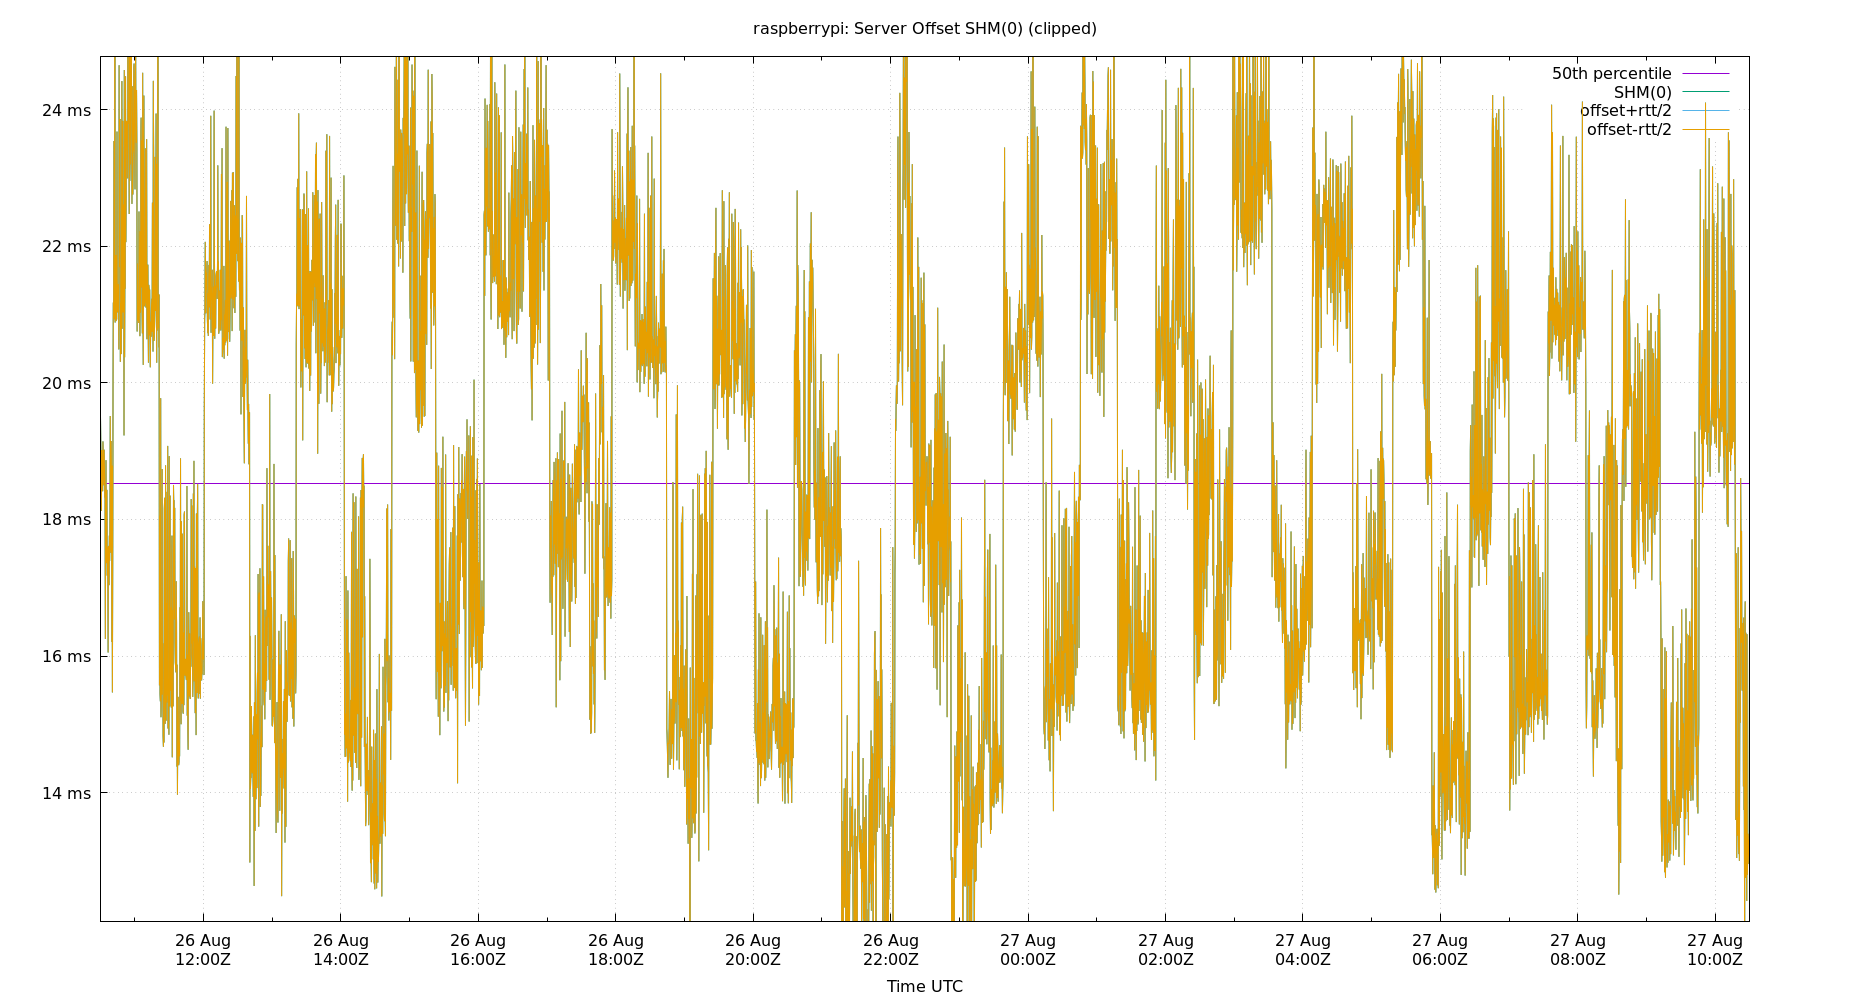 raspberrypi: Server Offset SHM(0) (clipped)
50th percentile
SHM(0)
offset+rtt/2
offset-rtt/2
24 ms
22 ms
20 ms
18 ms
16 ms
14 ms
26 Aug 26 Aug 26 Aug 26 Aug 26 Aug 26 Aug 27 Aug 27 Aug 27 Aug 27 Aug 27 Aug 27 Aug
12:00Z 14:00Z 16:00Z 18:00Z 20:00Z 22:00Z 00:00Z 02:00Z 04:00Z 06:00Z 08:00Z 10:00Z
Time UTC